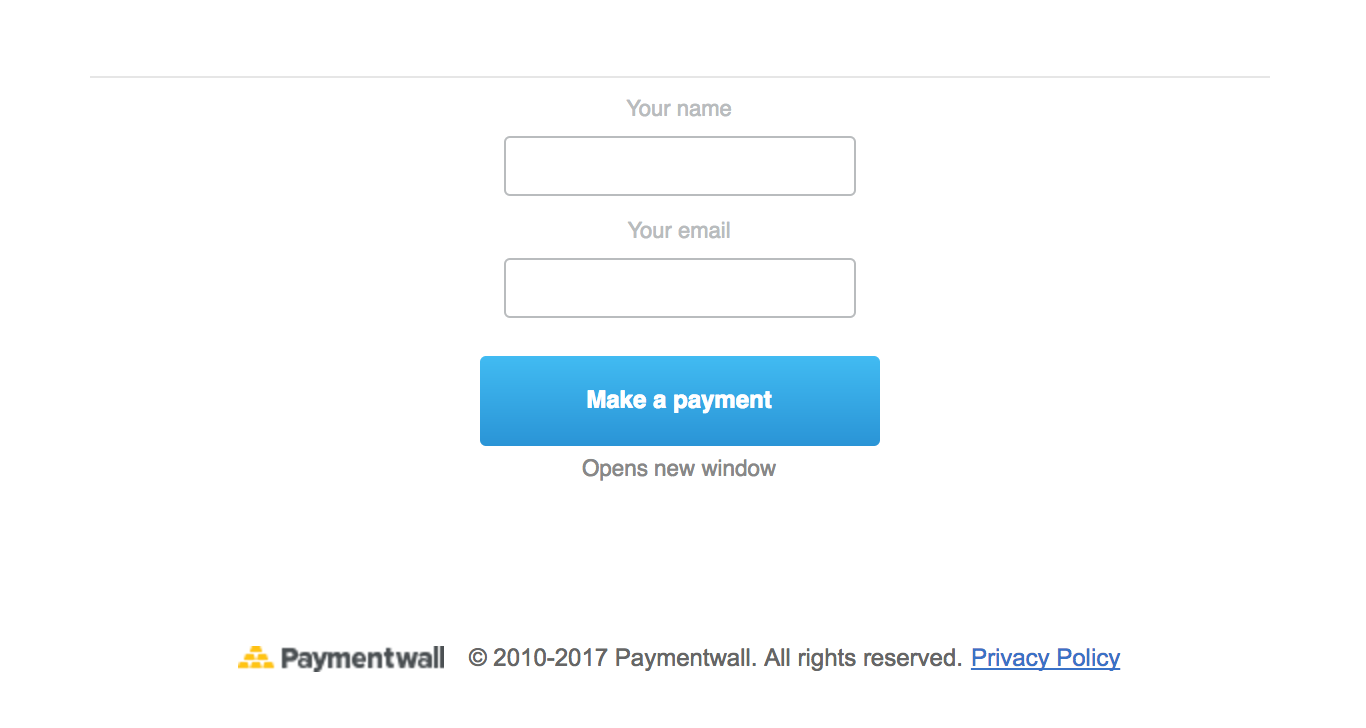 Your name
Your email
Make a payment
Opens new window
Paymentwall © 2010-2017 Paymentwall. All rights reserved. Privacy Policy